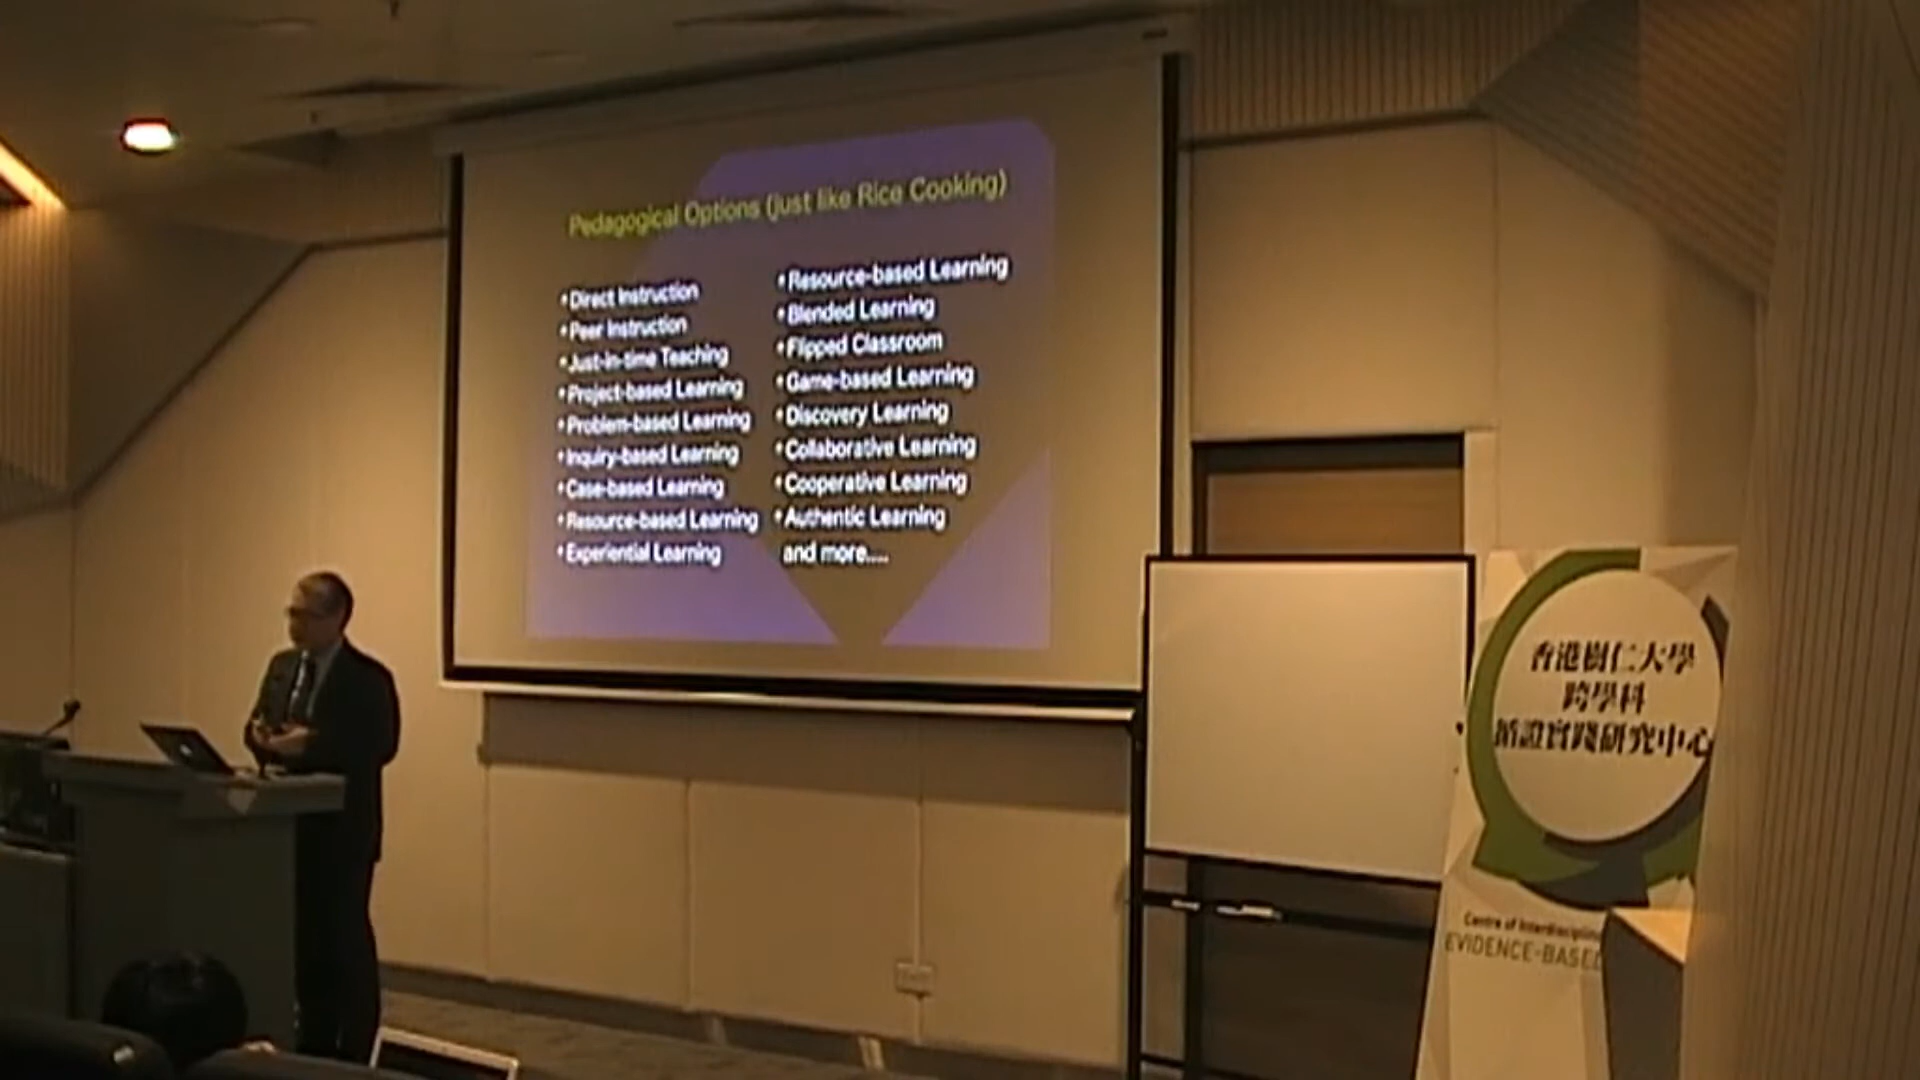 Pedagogical Options (just like Rice Cooking)
• Direct Instruction
• Peer Instruction
• Just-in-time Teaching
• Project-based Learning
• Problem-based Learning
• Inquiry-based Learning
• Case-based Learning
• Resource-based Learning
• Experiential Learning
• Resource-based Learning
• Blended Learning
• Flipped Classroom
• Game-based Learning
• Discovery Learning
• Collaborative Learning
• Cooperative Learning
• Authentic Learning
and more....
香港樹仁大學
跨學科
循證實踐研究中心
Centre of Interdisciplina
EVIDENCE-BASED